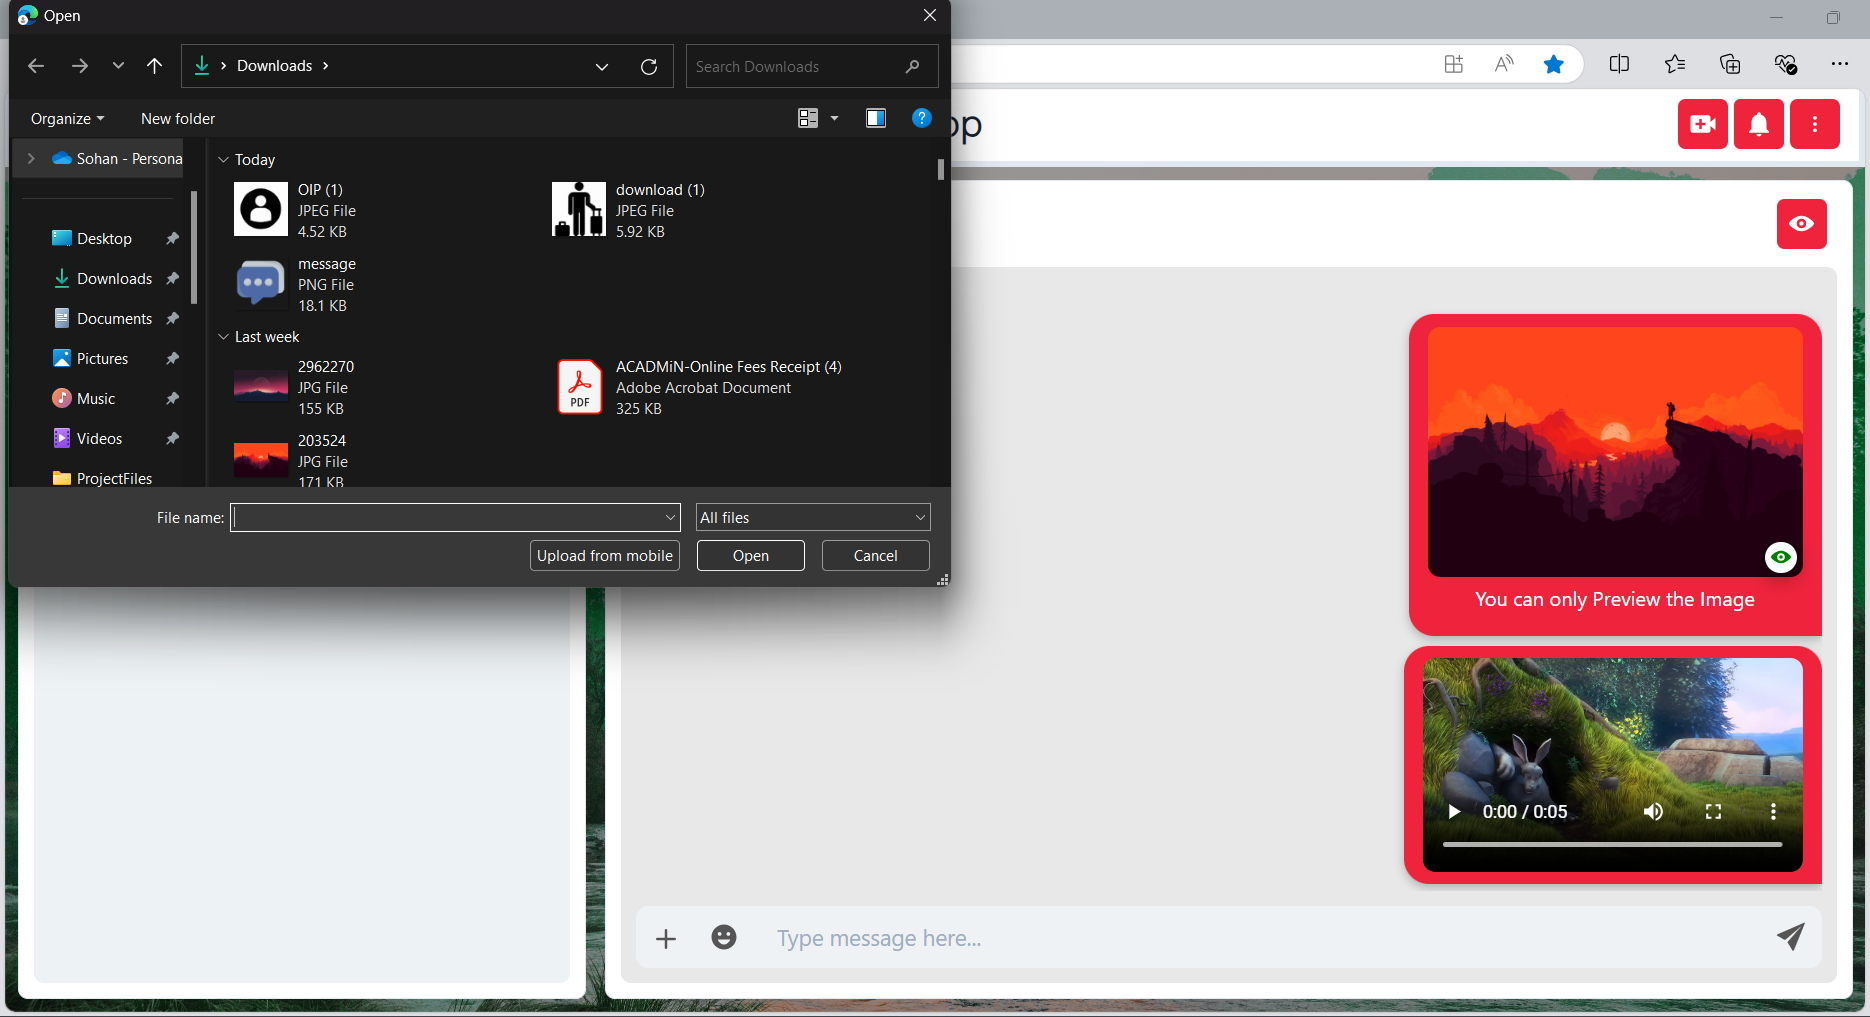 Open
Downloads
Search Downloads
Organize
New folder
Sohan - Persona
Desktop
Downloads
Documents
Pictures
Music
Videos
ProjectFiles
Today
OIP (1)
JPEG File
4.52 KB
download (1)
JPEG File
5.92 KB
message
PNG File
18.1 KB
Last week
2962270
JPG File
155 KB
PDF
ACADMiN-Online Fees Receipt (4)
Adobe Acrobat Document
325 KB
203524
JPG File
171 KB
File name:
All files
Upload from mobile
Open
Cancel
pp
You can only Preview the Image
0:00 / 0:05
Type message here...